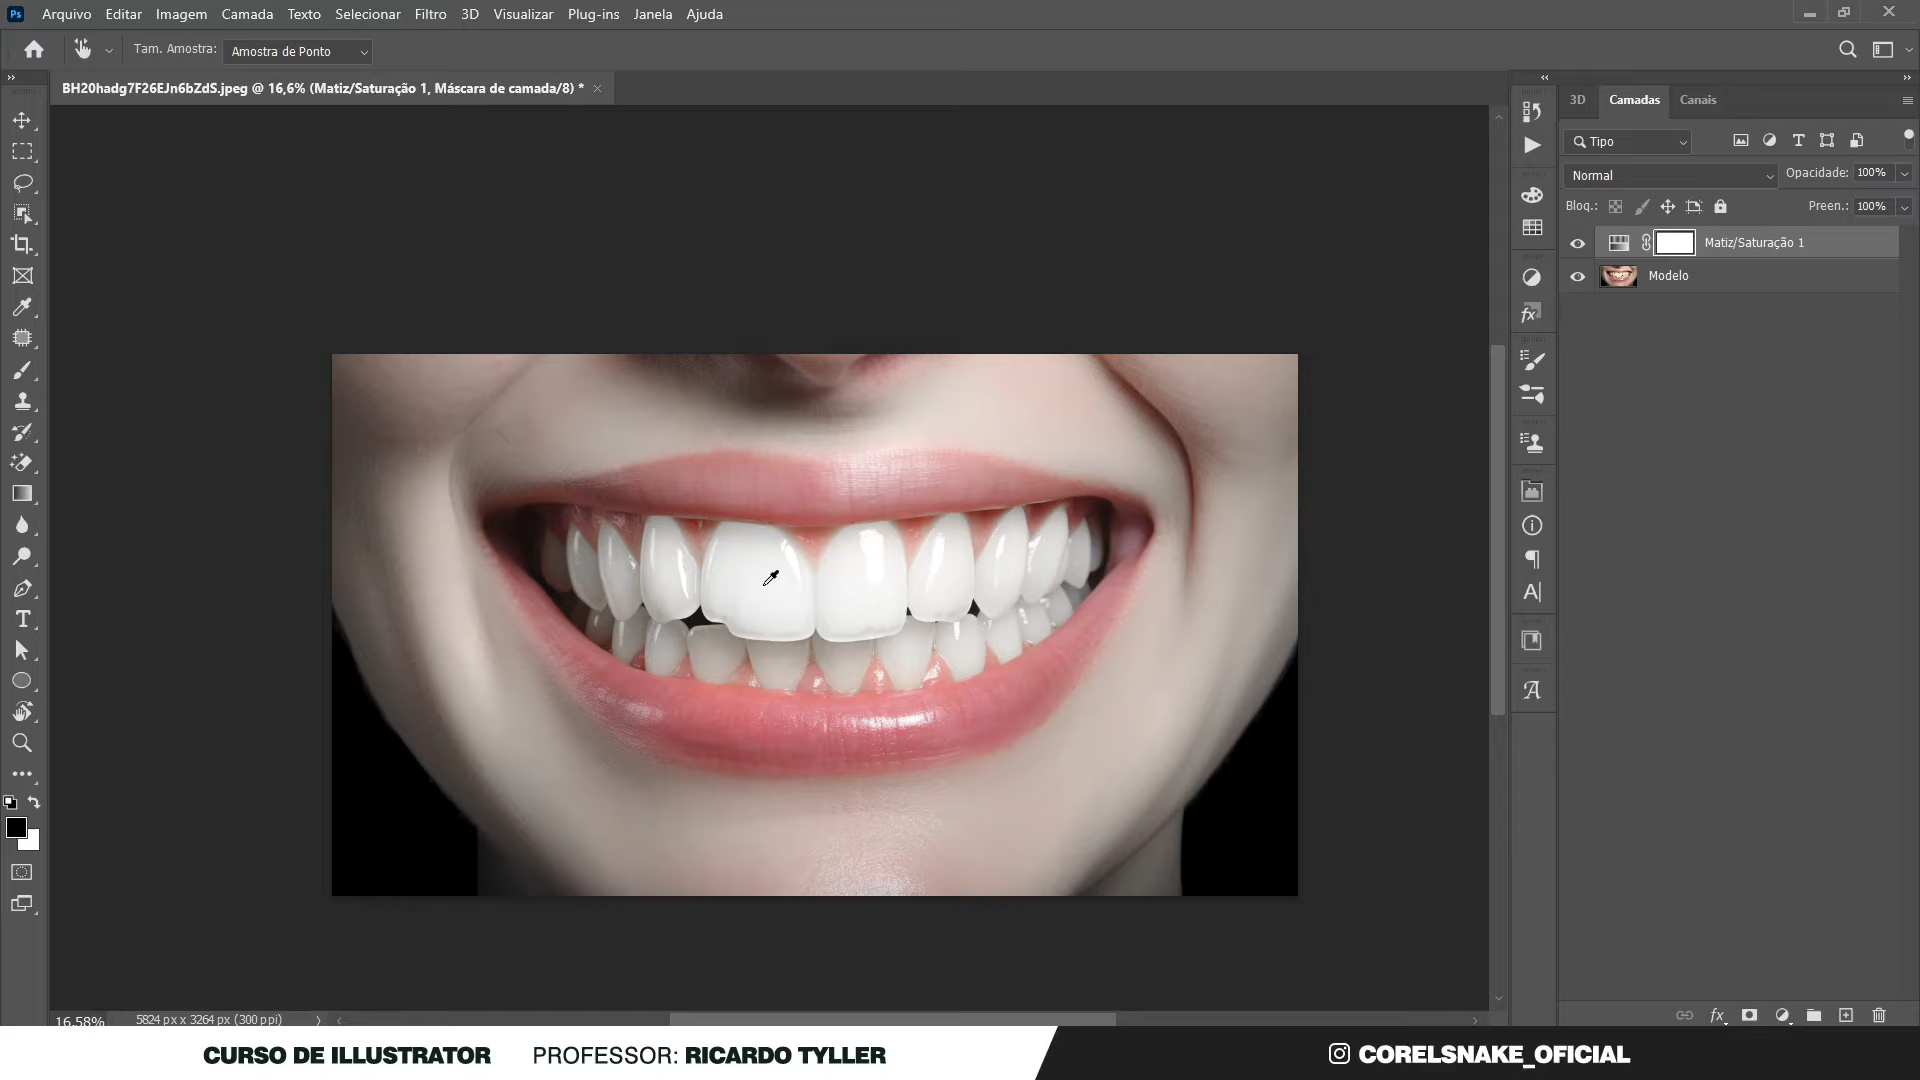 Ps Arquivo Editar Imagem Camada Texto Selecionar Filtro 3D Visualizar Plug-ins Janela Ajuda
Tam. Amostra: Amostra de Ponto
BH20hadg7F26EJn6bZdS.jpeg @ 16,6% (Matiz/Saturação 1, Máscara de camada/8) *
3D Camadas Canais
Tipo
Normal Opacidade: 100%
Bloq.: Preen.: 100%
Matiz/Saturação 1
Modelo
16,58% 5824 px x 3264 px (300 ppi)
CURSO DE ILLUSTRATOR PROFESSOR: RICARDO TYLLER CORELSNAKE_OFICIAL